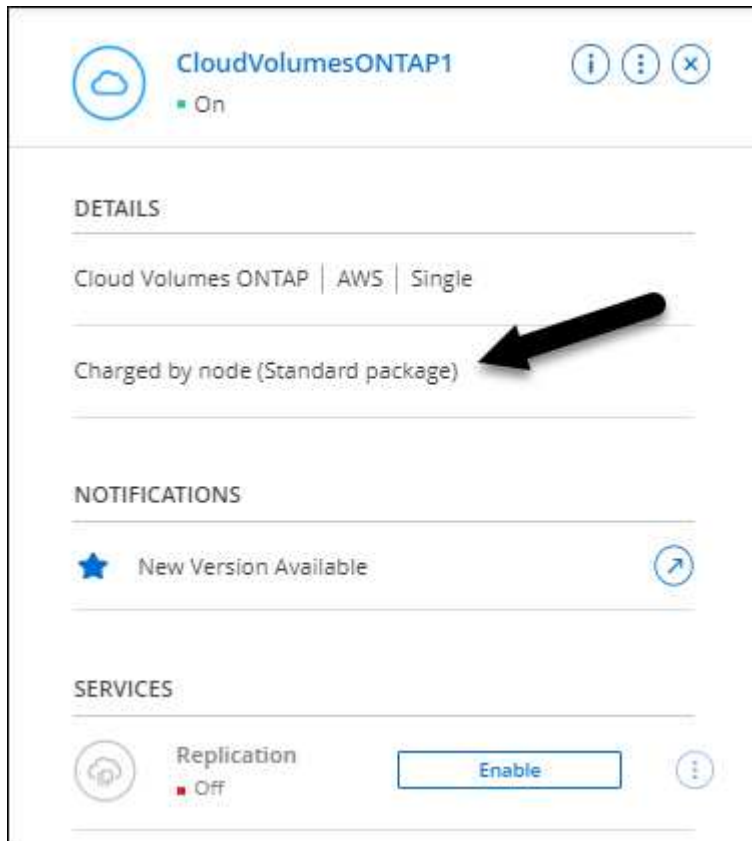 CloudVolumesONTAP1
On
DETAILS
Cloud Volumes ONTAP | AWS | Single
Charged by node (Standard package)
NOTIFICATIONS
New Version Available
SERVICES
Replication
Enable
Off